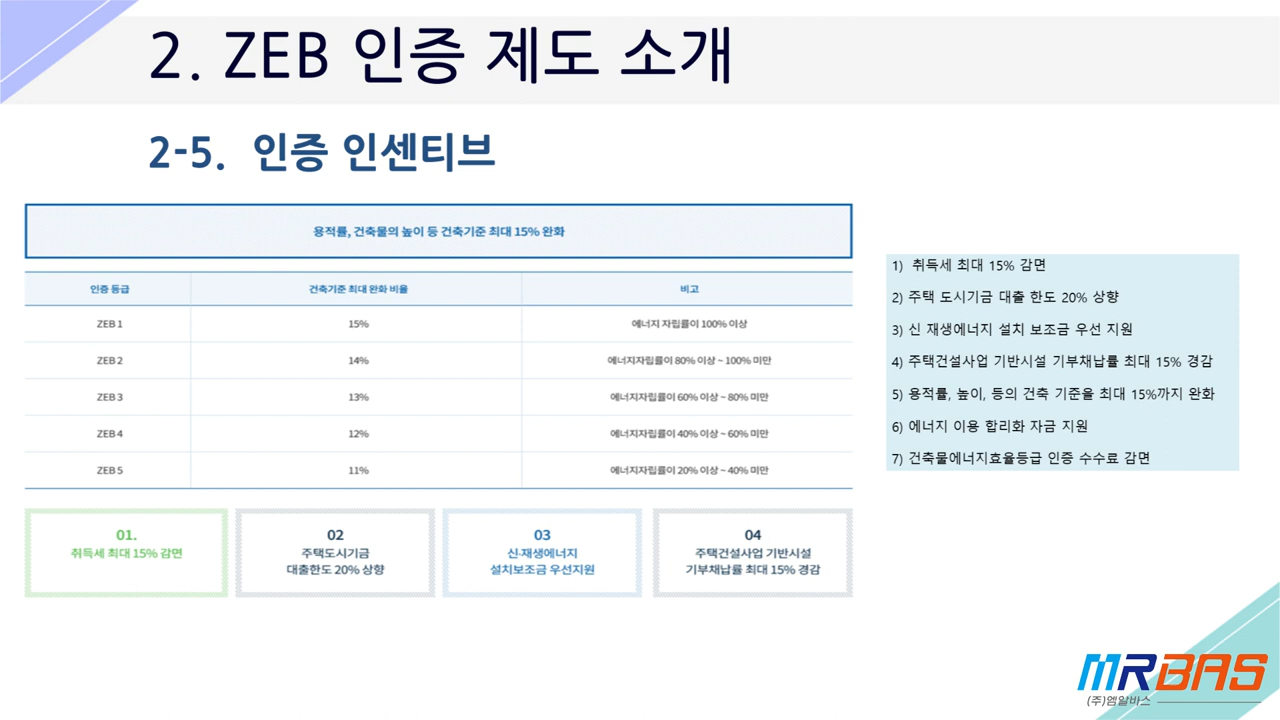 2. ZEB 인증 제도 소개
2-5. 인증 인센티브
용적률, 건축물의 높이 등 건축기준 최대 15% 완화
인증 등급 건축기준 최대 완화 비율 비고
ZEB 1 15% 에너지 자립률이 100% 이상
ZEB 2 14% 에너지자립률이 80% 이상 ~ 100% 미만
ZEB 3 13% 에너지자립률이 60% 이상 ~ 80% 미만
ZEB 4 12% 에너지자립률이 40% 이상 ~ 60% 미만
ZEB 5 11% 에너지자립률이 20% 이상 ~ 40% 미만
01.
취득세 최대 15% 감면
02
주택도시기금
대출한도 20% 상향
03
신·재생에너지
설치보조금 우선지원
04
주택건설사업 기반시설
기부채납률 최대 15% 경감
1) 취득세 최대 15% 감면
2) 주택 도시기금 대출 한도 20% 상향
3) 신 재생에너지 설치 보조금 우선 지원
4) 주택건설사업 기반시설 기부채납률 최대 15% 경감
5) 용적률, 높이, 등의 건축 기준을 최대 15%까지 완화
6) 에너지 이용 합리화 자금 지원
7) 건축물에너지효율등급 인증 수수료 감면
MRBAS
(주)엠알바스